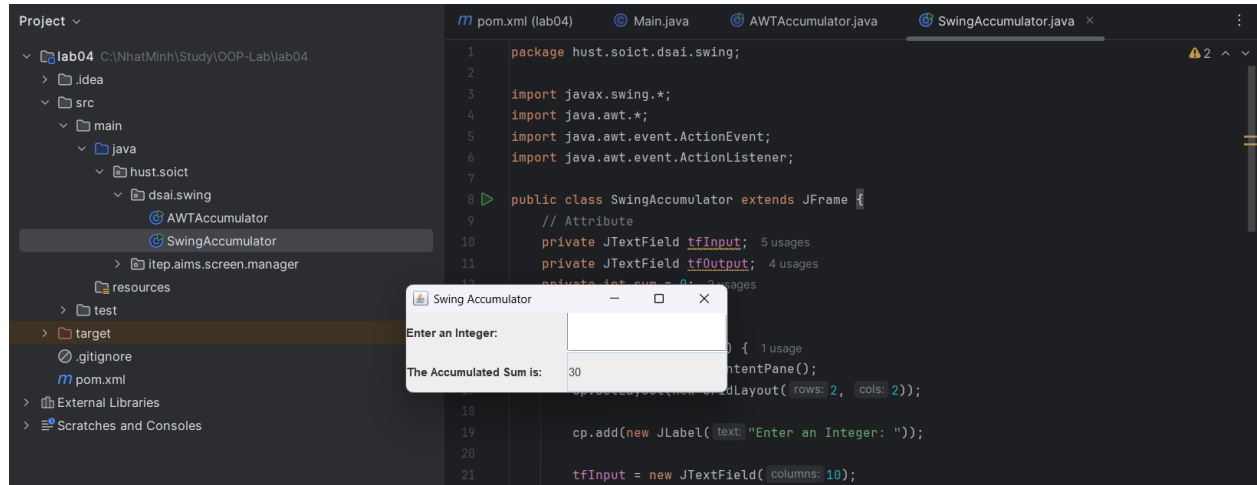 Project
lab04 C:\NhatMinh\Study\OOP-Lab\lab04
.idea
src
main
java
hust.soict
dsai.swing
AWTAccumulator
SwingAccumulator
itep.aims.screen.manager
resources
test
target
.gitignore
m pom.xml
External Libraries
Scratches and Consoles
m pom.xml (lab04) Main.java AWTAccumulator.java SwingAccumulator.java
1 package hust.soict.dsai.swing; 2
2
3 import javax.swing.*;
4 import java.awt.*;
5 import java.awt.event.ActionEvent;
6 import java.awt.event.ActionListener;
7
8 public class SwingAccumulator extends JFrame {
9 // Attribute
10 private JTextField tfInput; 5 usages
11 private JTextField tfOutput; 4 usages
usages
) { 1 usage
ntentPane();
rows: 2, cols: 2));
18
19 cp.add(new JLabel( text: "Enter an Integer: "));
20
21 tfInput = new JTextField( columns: 10);
Swing Accumulator
Enter an Integer:
The Accumulated Sum is: 30